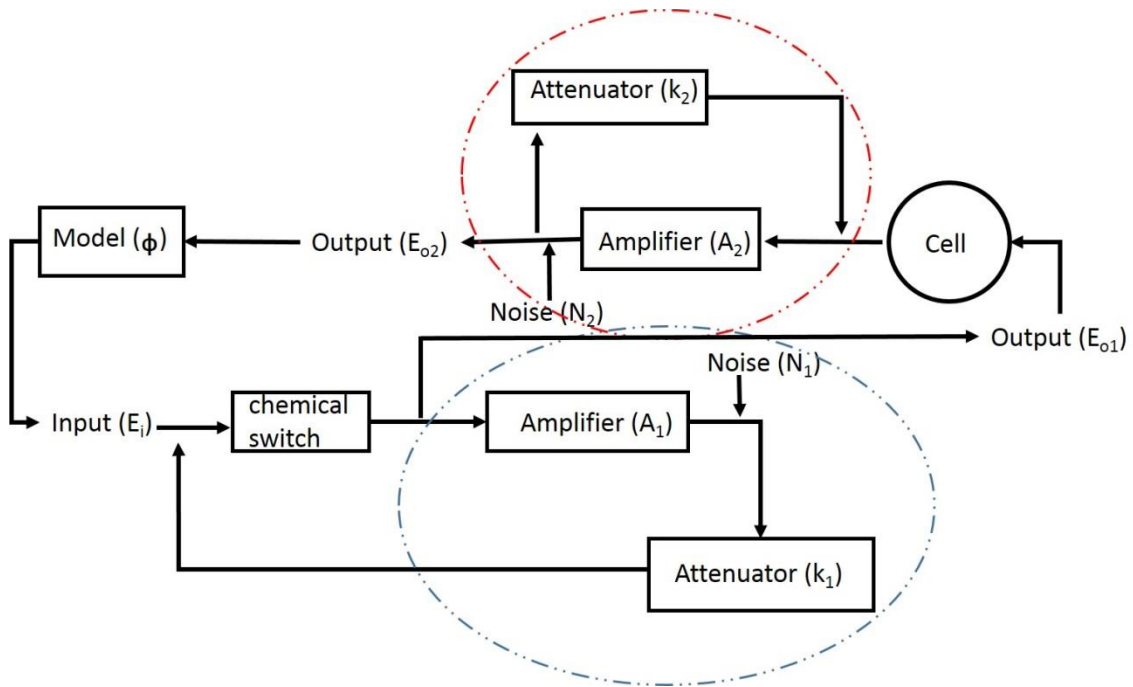 Attenuator (k₂)
Model (ϕ)
Output (Eₒ₂)
Amplifier (A₂)
Cell
Noise (N₂)
Output (Eₒ₁)
Noise (N₁)
Input (Eᵢ)
chemical
switch
Amplifier (A₁)
Attenuator (k₁)